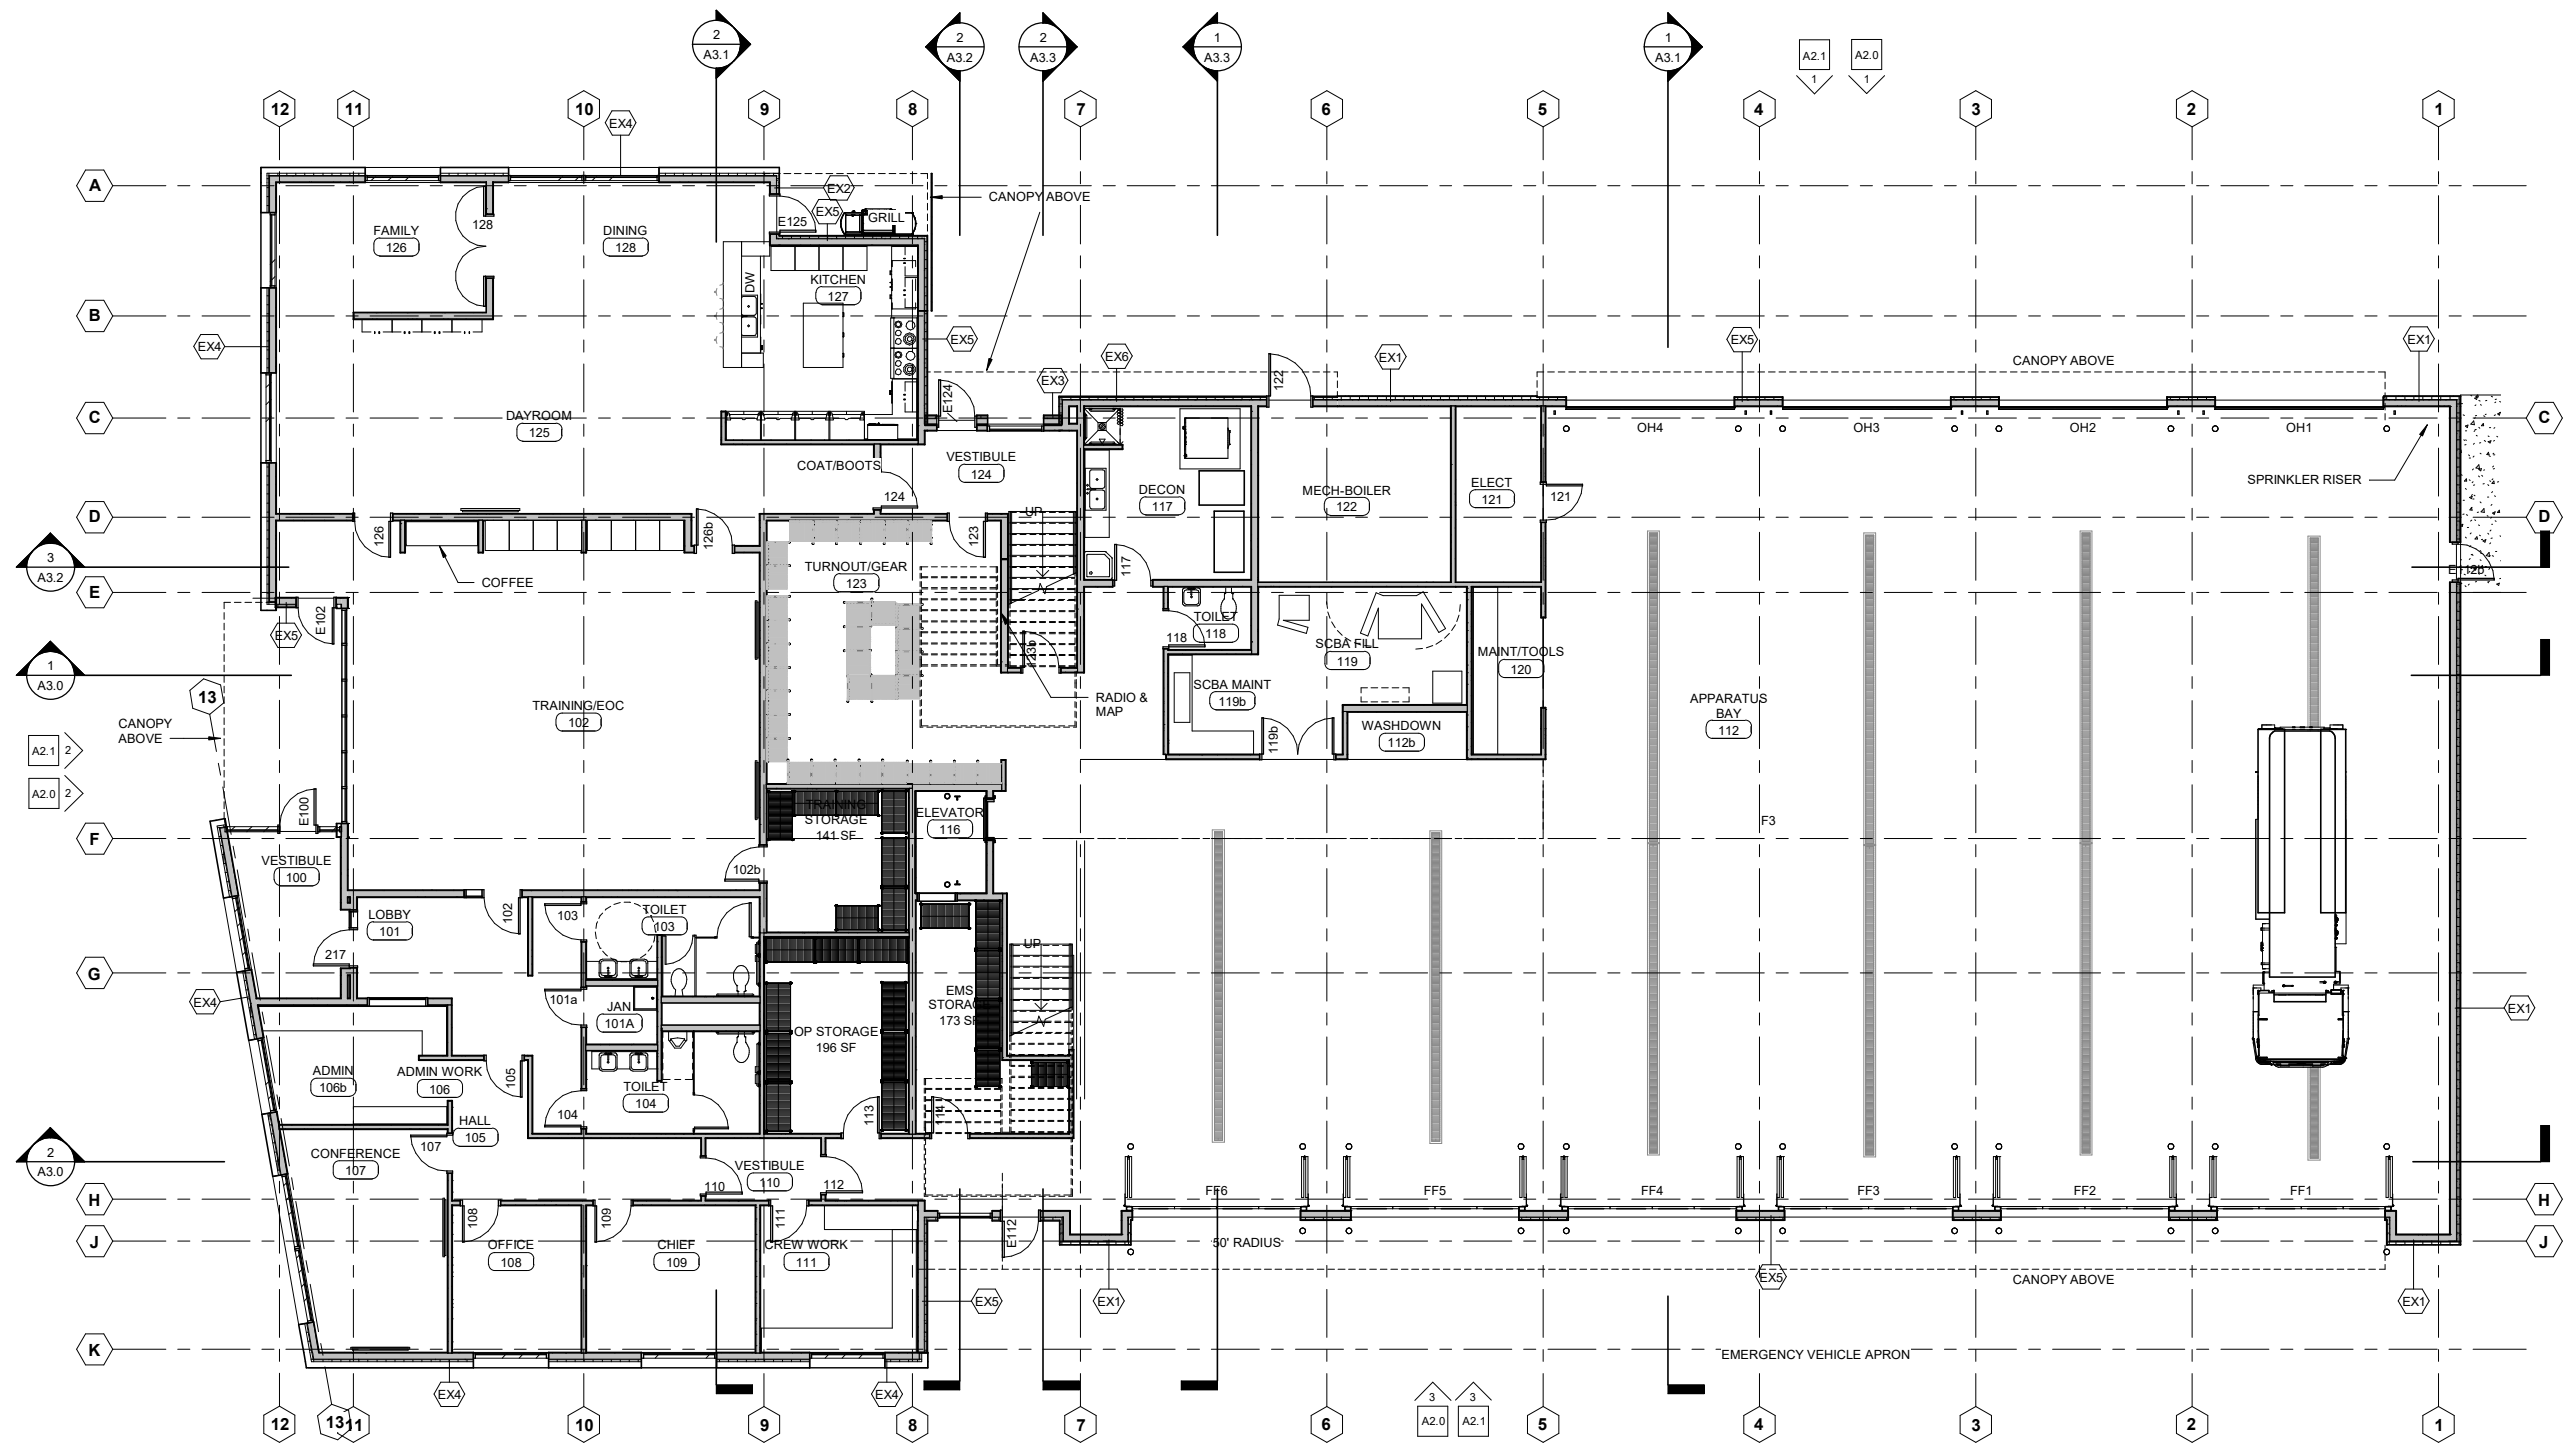 2
A3.1
2
A3.2
2
A3.3
1
A3.3
1
A3.1
A2.1
1
A2.0
1
12
11
10
9
8
7
6
5
4
3
2
1
EX4
A
EX2
CANOPY ABOVE
EX5
GRILL
E125
128
FAMILY
126
DINING
128
DW
KITCHEN
127
B
EX4
EX5
EX6
EX1
EX5
EX1
CANOPY ABOVE
EX3
122
E124
C
C
DAYROOM
125
OH4
OH3
OH2
OH1
COAT/BOOTS
VESTIBULE
124
124
DECON
117
MECH-BOILER
122
ELECT
121
121
SPRINKLER RISER
D
UP
D
126
126b
123
3
A3.2
COFFEE
TURNOUT/GEAR
123
117
E
EX5
E102
TOILET
118
118
SCBA FILL
119
123b
MAINT/TOOLS
120
1
A3.0
13
SCBA MAINT
119b
RADIO &
MAP
APPARATUS
BAY
112
TRAINING/EOC
102
CANOPY
ABOVE
119b
WASHDOWN
112b
A2.1
2
A2.0
2
E100
TRAINING
STORAGE
141 SF
ELEVATOR
116
F3
F
F
VESTIBULE
100
102b
LOBBY
101
102
103
TOILET
103
217
UP
G
G
EX4
101a
JAN
101A
EMS
STORAGE
173 SF
EX1
OP STORAGE
196 SF
ADMIN
106b
ADMIN WORK
106
105
TOILET
104
104
113
114
HALL
105
107
CONFERENCE
107
2
A3.0
VESTIBULE
110
110
112
H
FF6
FF5
FF4
FF3
FF2
FF1
H
108
109
111
E112
J
OFFICE
108
CHIEF
109
CREW WORK
111
50' RADIUS
J
EX5
CANOPY ABOVE
EX5
EX1
EX1
K
EMERGENCY VEHICLE APRON
EX4
EX4
3
A2.0
3
A2.1
12
13
11
10
9
8
7
6
5
4
3
2
1